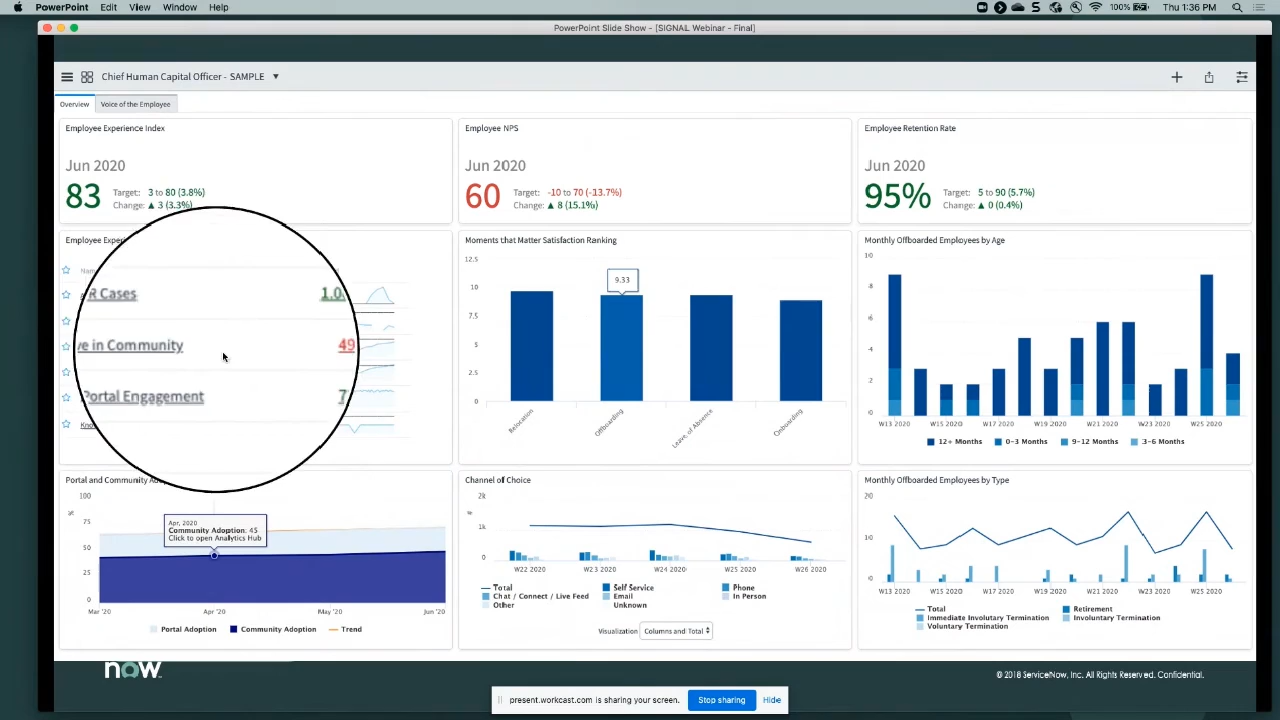 PowerPoint Edit View Window Help
100% Thu 1:36 PM
PowerPoint Slide Show - [SIGNAL Webinar - Final]
Chief Human Capital Officer - SAMPLE
Overview Voice of the Employee
Employee Experience Index
Jun 2020
83
Target: 3 to 80 (3.8%)
Change: ▲ 3 (3.3%)
Employee NPS
Jun 2020
60
Target: -10 to 70 (-13.7%)
Change: ▲ 8 (15.1%)
Employee Retention Rate
Jun 2020
95%
Target: 5 to 90 (5.7%)
Change: ▲ 0 (0.4%)
Employee
R Cases 1.0
ve in Community 49
Portal Engagement 7
Moments that Matter Satisfaction Ranking
12.5
10
7.5
5
2.5
0
9.33
Relocation Offboarding Leave of Absence Onboarding
Monthly Offboarded Employees by Age
10
8
6
4
2
0
W13 2020 W15 2020 W17 2020 W19 2020 W21 2020 W23 2020 W25 2020
12+ Months 0-3 Months 9-12 Months 3-6 Months
Portal and Community
100
75
50
25
0
%
Apr, 2020
Community Adoption: 45
Click to open Analytics Hub
Mar '20 Apr '20 May '20 Jun '20
Portal Adoption Community Adoption Trend
Channel of Choice
2k
1k
0
W22 2020 W23 2020 W24 2020 W25 2020 W26 2020
Total Self Service Phone
Chat / Connect / Live Feed Email In Person
Other Unknown
Visualization Columns and Total
Monthly Offboarded Employees by Type
20
10
0
W13 2020 W15 2020 W17 2020 W19 2020 W21 2020 W23 2020 W25 2020
Total Retirement
Immediate Involuntary Termination Involuntary Termination
Voluntary Termination
now
© 2018 ServiceNow, Inc. All Rights Reserved. Confidential.
present.workcast.com is sharing your screen. Stop sharing Hide